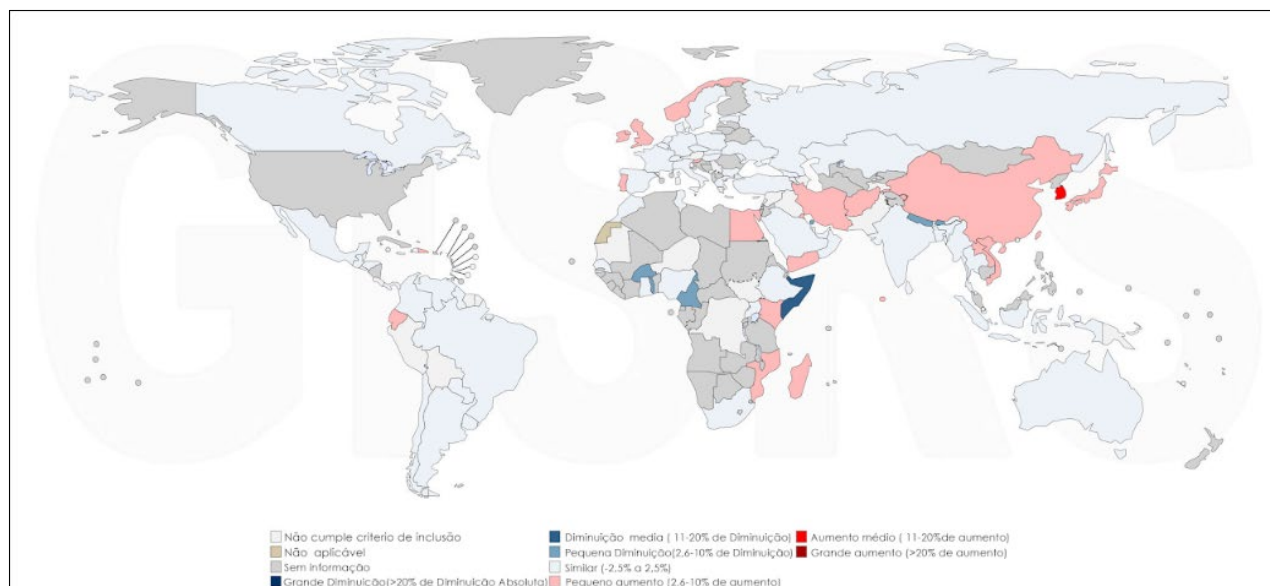 GISRS
Não cumple criterio de inclusão
Não aplicável
Sem informação
Grande Diminuição(>20% de Diminuição Absoluta)
Diminuição media ( 11-20% de Diminuição)
Pequena Diminuição(2.6-10% de Diminuição)
Similar (-2.5% a 2,5%)
Pequeno aumento (2.6-10% de aumento)
Aumento médio ( 11-20%de aumento)
Grande aumento (>20% de aumento)